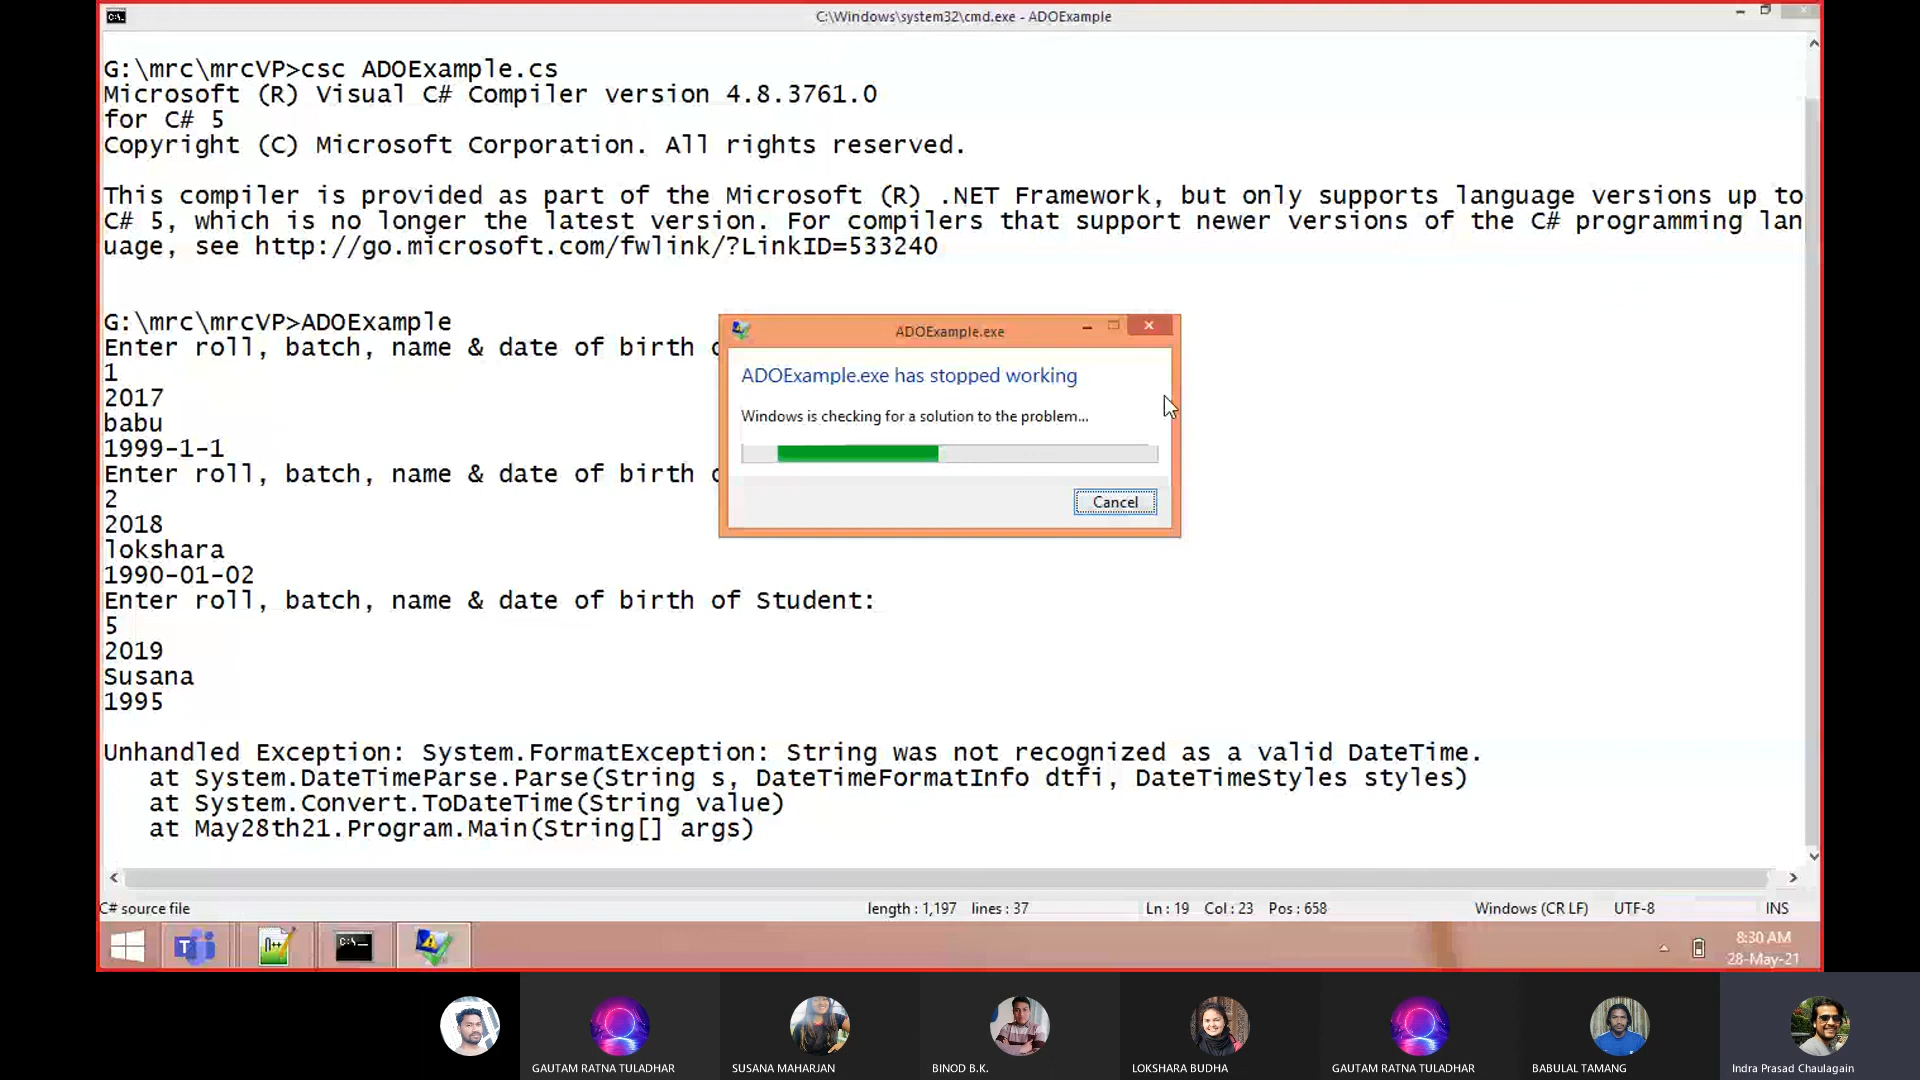 C:\Windows\system32\cmd.exe - ADOExample
G:\mrc\mrcVP>csc ADOExample.cs
Microsoft (R) Visual C# Compiler version 4.8.3761.0
for C# 5
Copyright (C) Microsoft Corporation. All rights reserved.
This compiler is provided as part of the Microsoft (R) .NET Framework, but only supports language versions up to
C# 5, which is no longer the latest version. For compilers that support newer versions of the C# programming lan
uage, see http://go.microsoft.com/fwlink/?LinkID=533240
G:\mrc\mrcVP>ADOExample
Enter roll, batch, name & date of birth o
1
2017
babu
1999-1-1
Enter roll, batch, name & date of birth o
2
2018
lokshara
1990-01-02
Enter roll, batch, name & date of birth of Student:
5
2019
Susana
1995
Unhandled Exception: System.FormatException: String was not recognized as a valid DateTime.
at System.DateTimeParse.Parse(String s, DateTimeFormatInfo dtfi, DateTimeStyles styles)
at System.Convert.ToDateTime(String value)
at May28th21.Program.Main(String[] args)
ADOExample.exe
ADOExample.exe has stopped working
Windows is checking for a solution to the problem...
Cancel
C# source file length : 1,197 lines : 37 Ln : 19 Col : 23 Pos : 658 Windows (CR LF) UTF-8 INS
8:30 AM
28-May-21
GAUTAM RATNA TULADHAR SUSANA MAHARJAN BINOD B.K. LOKSHARA BUDHA GAUTAM RATNA TULADHAR BABULAL TAMANG Indra Prasad Chaulagain